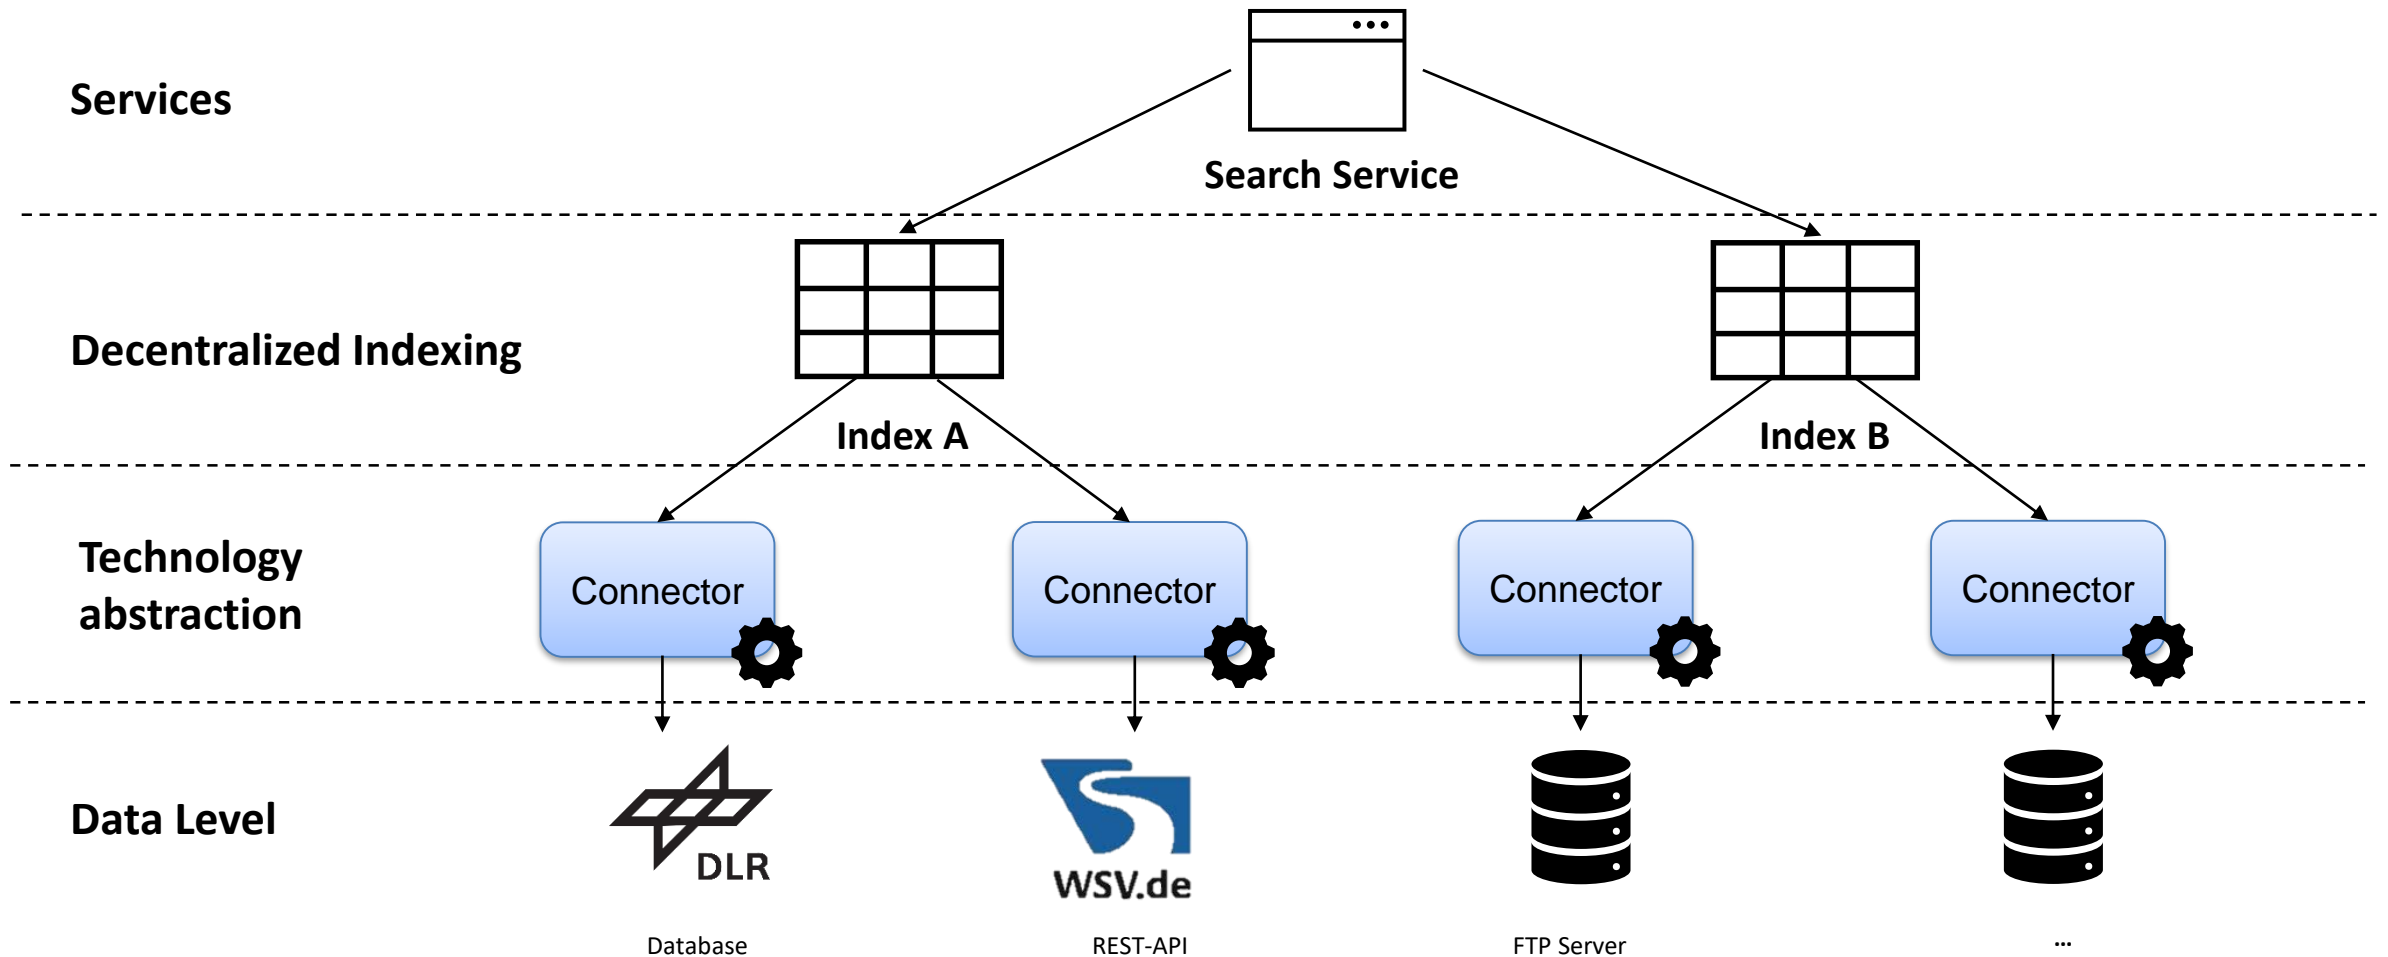 Services
Search Service
Decentralized Indexing
Index A
Index B
Technology
abstraction
Connector
Connector
Connector
Connector
Data Level
DLR
WSV.de
Database
REST-API
FTP Server
...